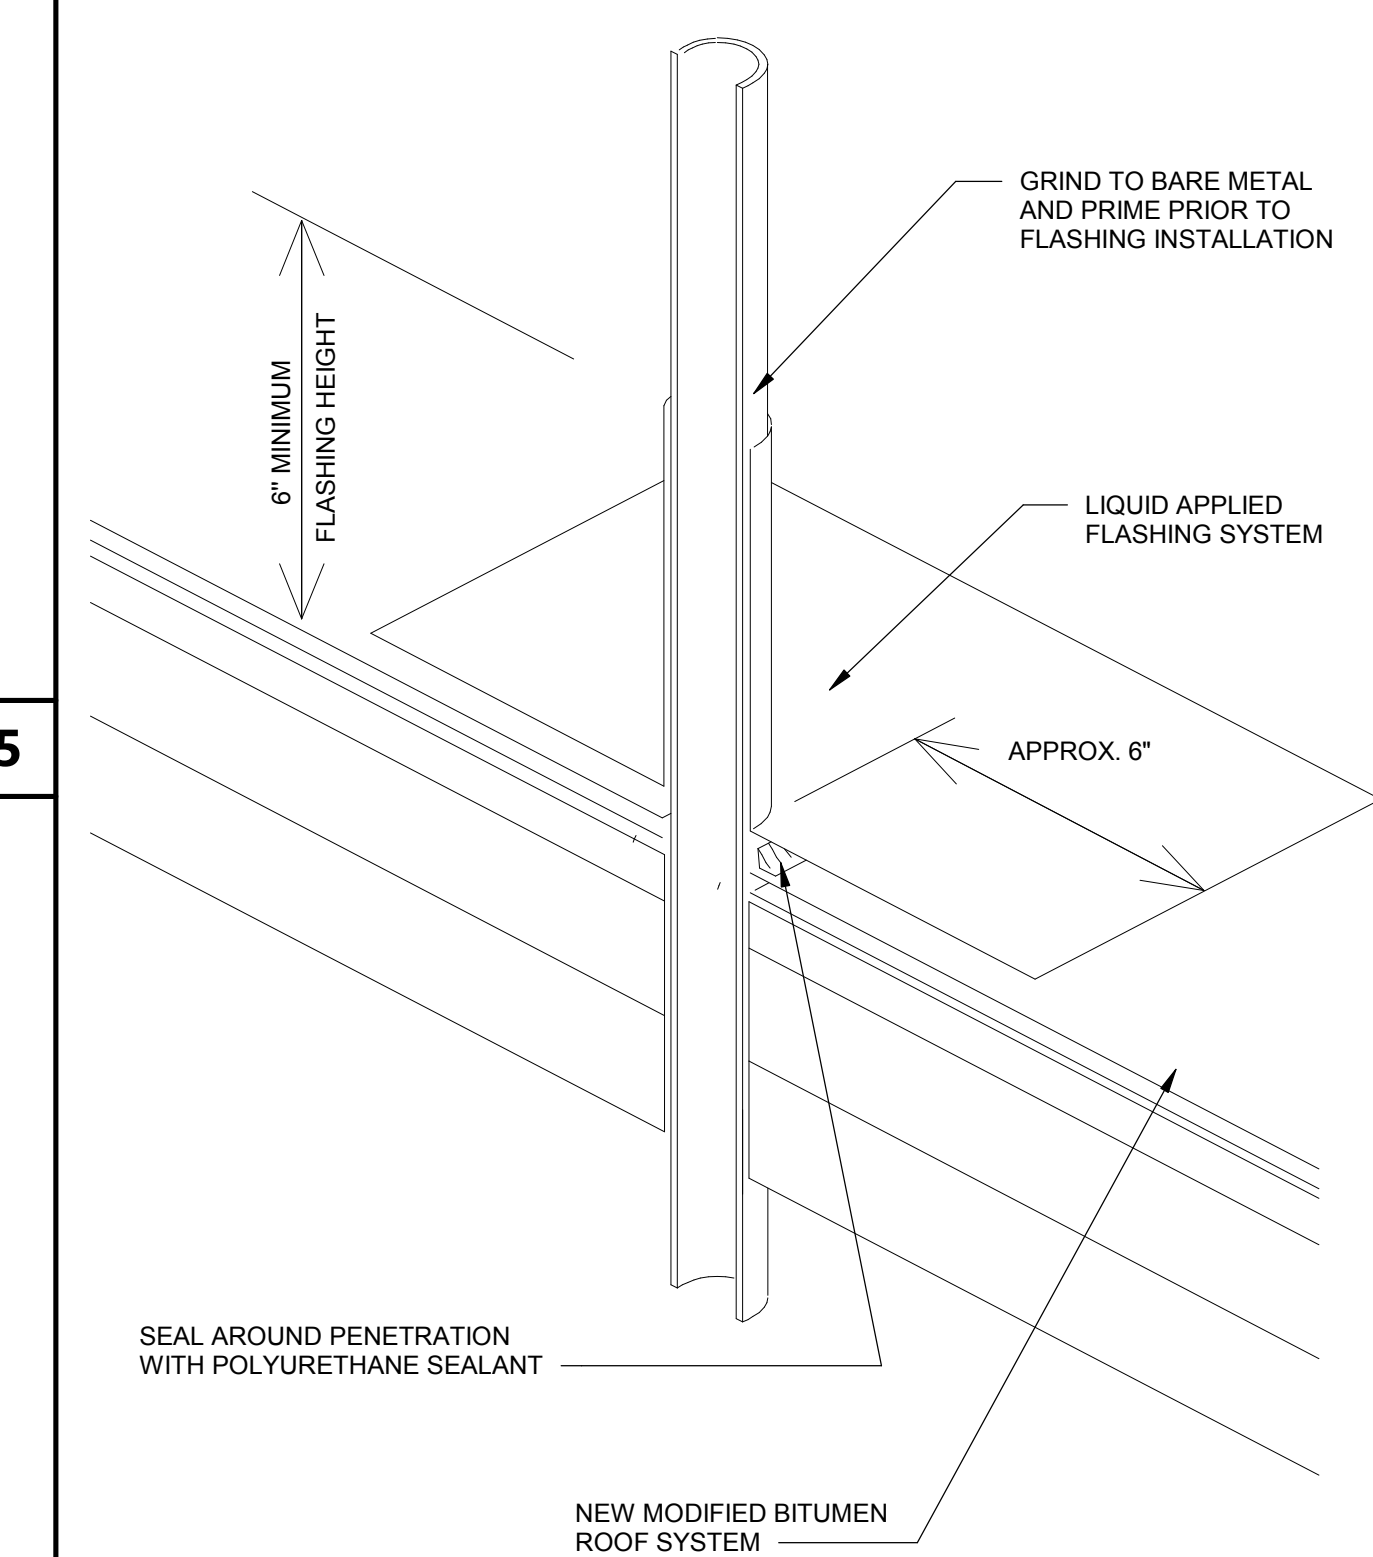 GRIND TO BARE METAL
AND PRIME PRIOR TO
FLASHING INSTALLATION
6" MINIMUM
FLASHING HEIGHT
LIQUID APPLIED
FLASHING SYSTEM
5
APPROX. 6"
SEAL AROUND PENETRATION
WITH POLYURETHANE SEALANT
NEW MODIFIED BITUMEN
ROOF SYSTEM